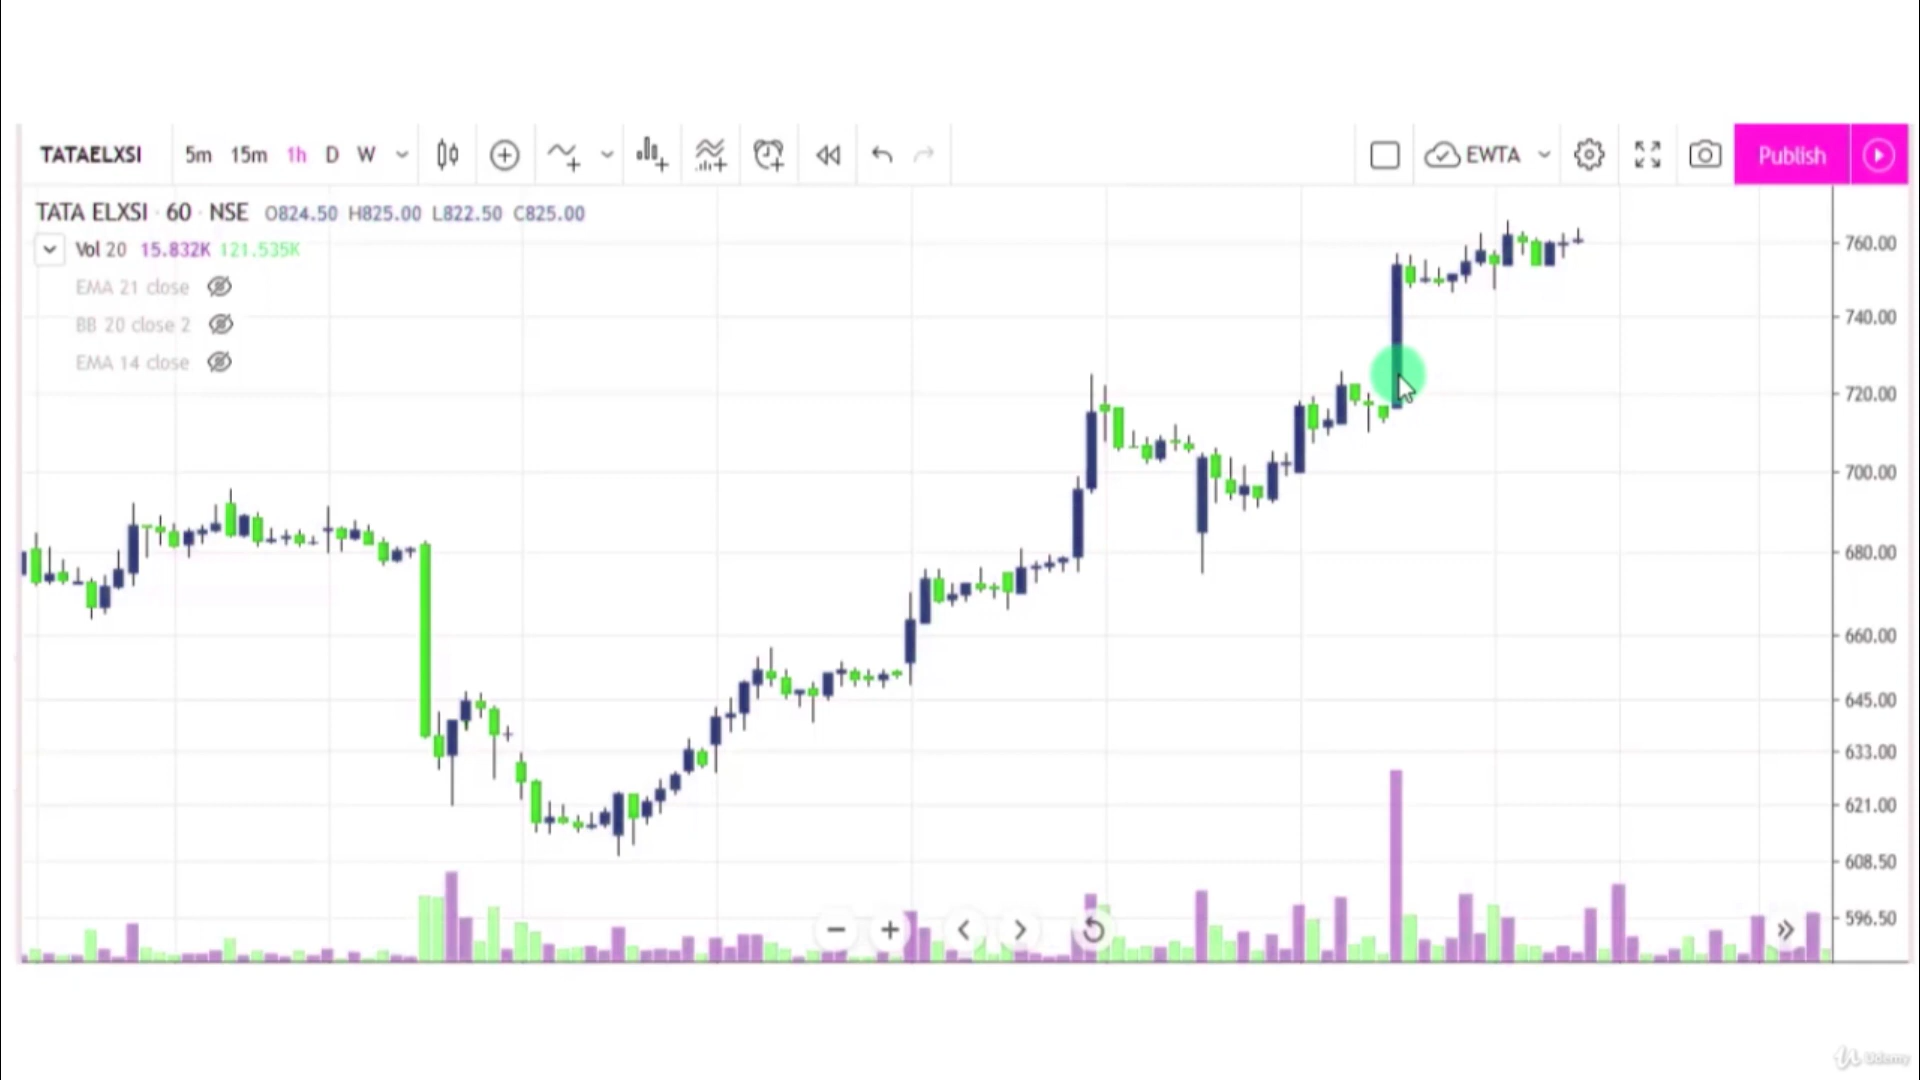 TATAELXSI 5m 15m 1h D W EWTA Publish
TATA ELXSI · 60 · NSE O824.50 H825.00 L822.50 C825.00
Vol 20 15.832K 121.535K
EMA 21 close
BB 20 close 2
EMA 14 close
760.00
740.00
720.00
700.00
680.00
660.00
645.00
633.00
621.00
608.50
596.50
Udemy